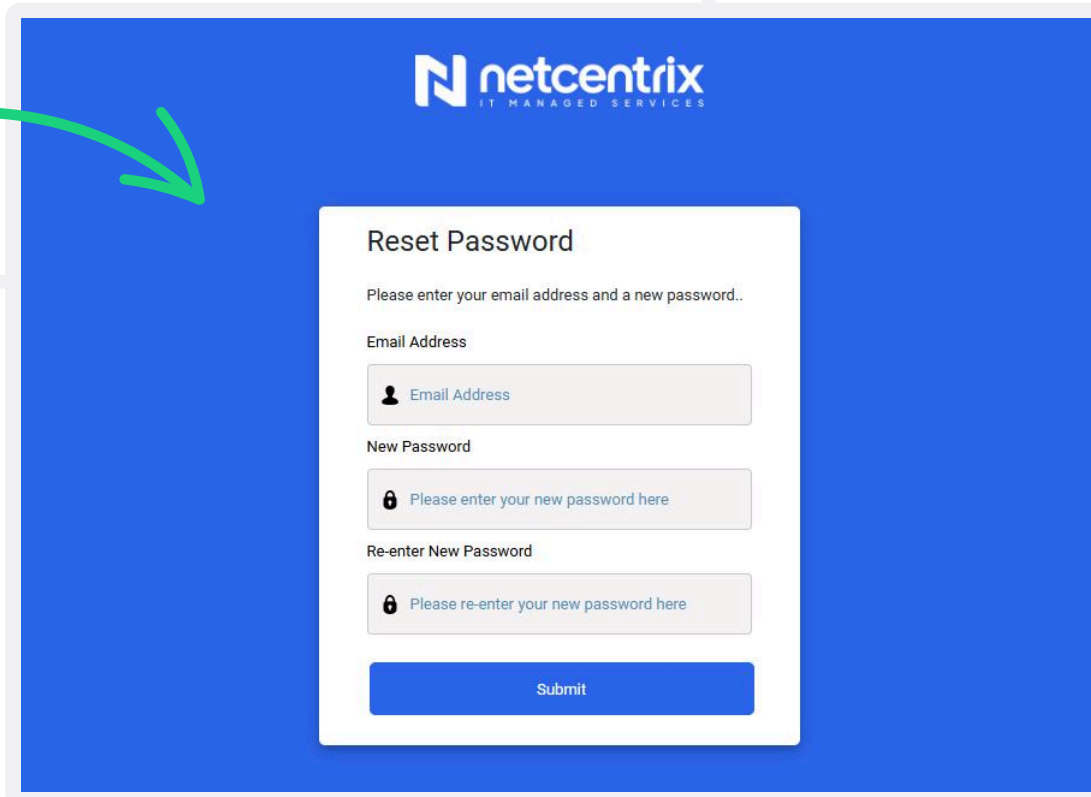 netcentrix
IT MANAGED SERVICES
Reset Password
Please enter your email address and a new password..
Email Address
Email Address
New Password
Please enter your new password here
Re-enter New Password
Please re-enter your new password here
Submit